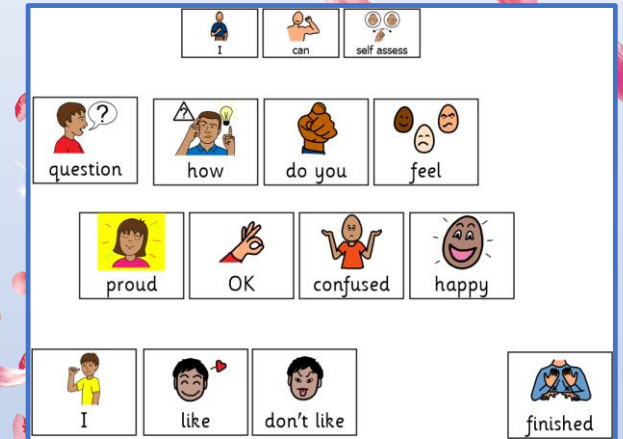 I can self assess
?
question how do you feel
proud OK confused happy
I like don't like finished